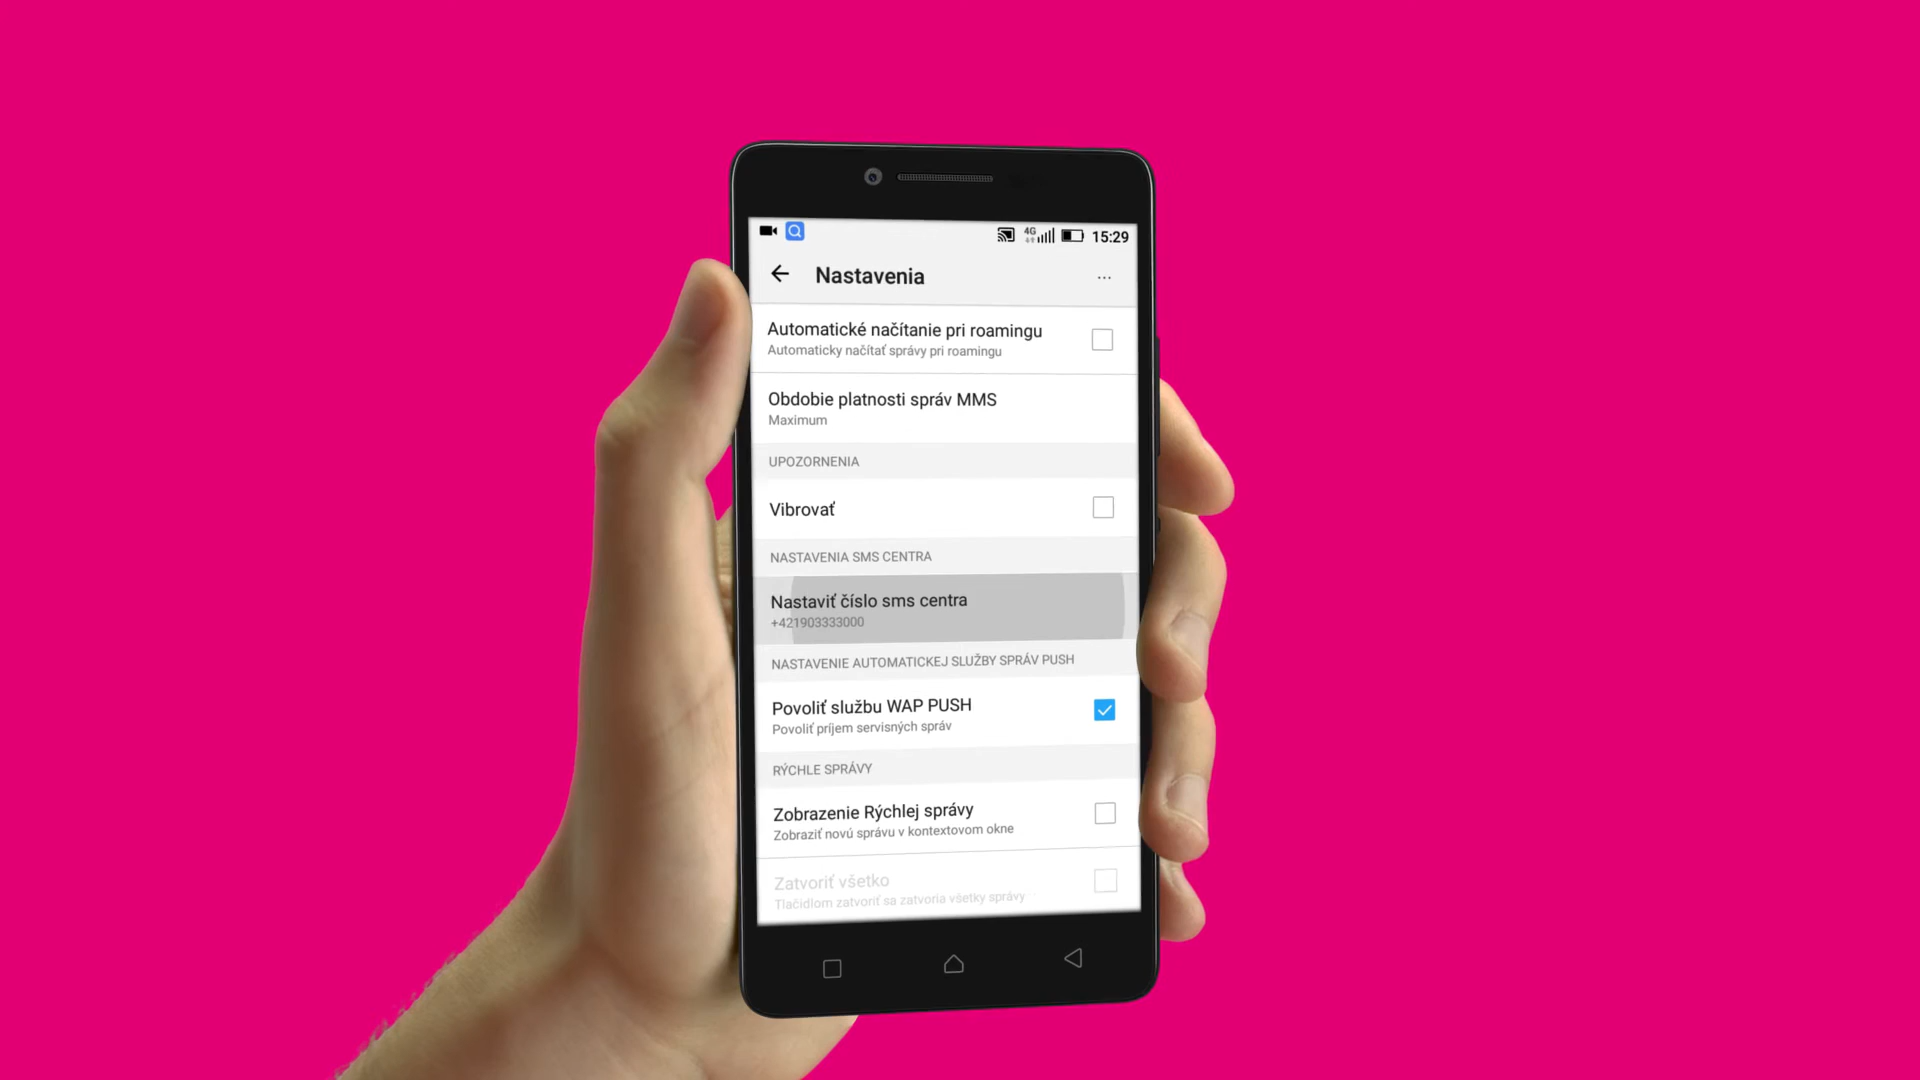 4G 15:29
Nastavenia
Automatické načítanie pri roamingu
Automaticky načítať správy pri roamingu
Obdobie platnosti správ MMS
Maximum
UPOZORNENIA
Vibrovať
NASTAVENIA SMS CENTRA
Nastaviť číslo sms centra
+421903333000
NASTAVENIE AUTOMATICKEJ SLUŽBY SPRÁV PUSH
Povoliť službu WAP PUSH
Povoliť príjem servisných správ
RÝCHLE SPRÁVY
Zobrazenie Rýchlej správy
Zobraziť novú správu v kontextovom okne
Zatvoriť všetko
Tlačidlom zatvoriť sa zatvoria všetky správy